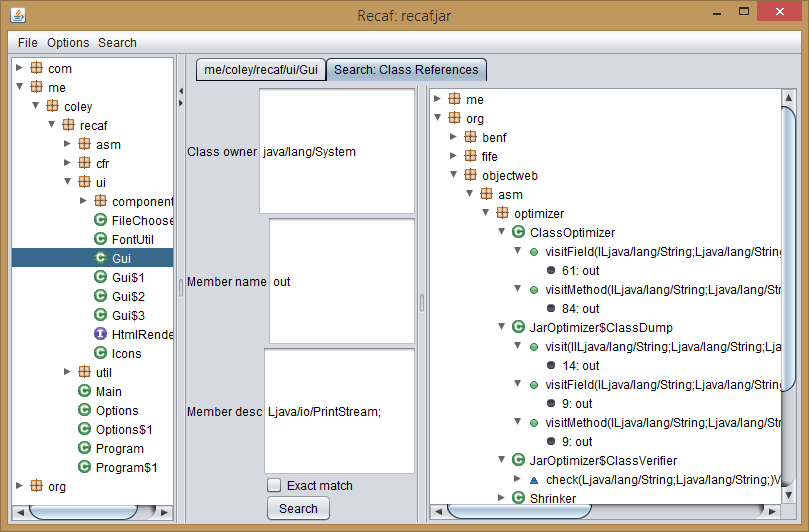 Recaf: recaf.jar
File Options Search
com
me
coley
recaf
asm
cfr
ui
component
FileChoose
FontUtil
Gui
Gui$1
Gui$2
Gui$3
HtmlRende
Icons
util
Main
Options
Options$1
Program
Program$1
org
me/coley/recaf/ui/Gui
Search: Class References
Class owner java/lang/System
Member name out
Member desc Ljava/io/PrintStream;
Exact match
Search
me
org
benf
fife
objectweb
asm
optimizer
ClassOptimizer
visitField(ILjava/lang/String;Ljava/lang/String
61: out
visitMethod(ILjava/lang/String;Ljava/lang/Str
84: out
JarOptimizer$ClassDump
visit(IILjava/lang/String;Ljava/lang/String;Lja
14: out
visitField(ILjava/lang/String;Ljava/lang/String
9: out
visitMethod(ILjava/lang/String;Ljava/lang/Str
9: out
JarOptimizer$ClassVerifier
check(Ljava/lang/String;Ljava/lang/String;)V
Shrinker